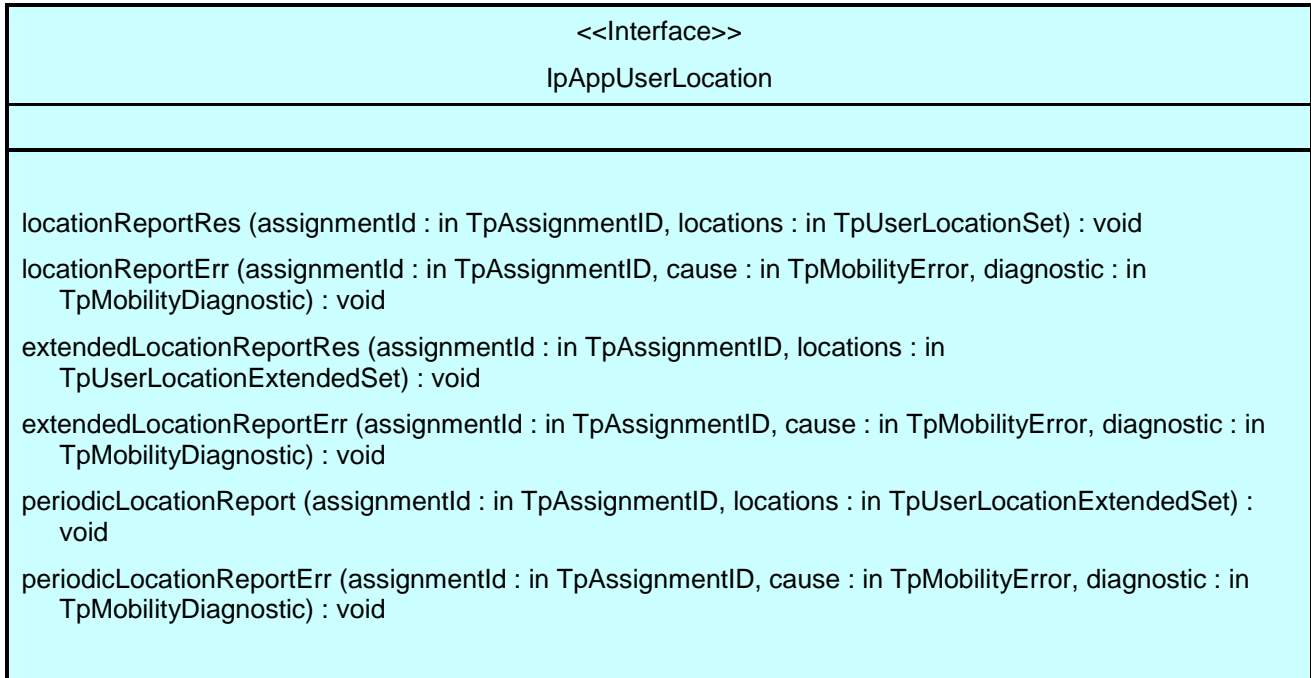 <<Interface>>
IpAppUserLocation
locationReportRes (assignmentId : in TpAssignmentID, locations : in TpUserLocationSet) : void
locationReportErr (assignmentId : in TpAssignmentID, cause : in TpMobilityError, diagnostic : in
TpMobilityDiagnostic) : void
extendedLocationReportRes (assignmentId : in TpAssignmentID, locations : in
TpUserLocationExtendedSet) : void
extendedLocationReportErr (assignmentId : in TpAssignmentID, cause : in TpMobilityError, diagnostic : in
TpMobilityDiagnostic) : void
periodicLocationReport (assignmentId : in TpAssignmentID, locations : in TpUserLocationExtendedSet) :
void
periodicLocationReportErr (assignmentId : in TpAssignmentID, cause : in TpMobilityError, diagnostic : in
TpMobilityDiagnostic) : void